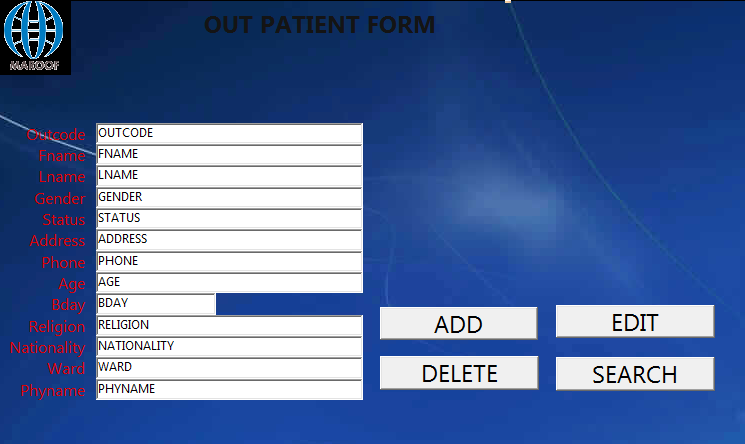 MAROOF
OUT PATIENT FORM
Outcode OUTCODE
Fname FNAME
Lname LNAME
Gender GENDER
Status STATUS
Address ADDRESS
Phone PHONE
Age AGE
Bday BDAY
Religion RELIGION
Nationality NATIONALITY
Ward WARD
Phyname PHYNAME
ADD EDIT
DELETE SEARCH